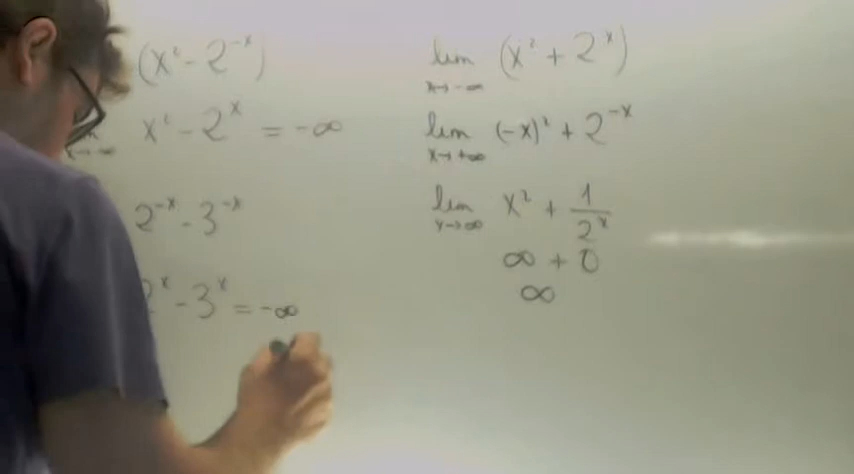 (x² - 2⁻ˣ)
x→-∞
x² - 2ˣ = -∞
2⁻ˣ - 3⁻ˣ
2ˣ - 3ˣ = -∞
lim (x² + 2ˣ)
x→-∞
lim (-x)² + 2⁻ˣ
x→+∞
lim x² + 1/2ˣ
x→∞
∞ + 0
∞